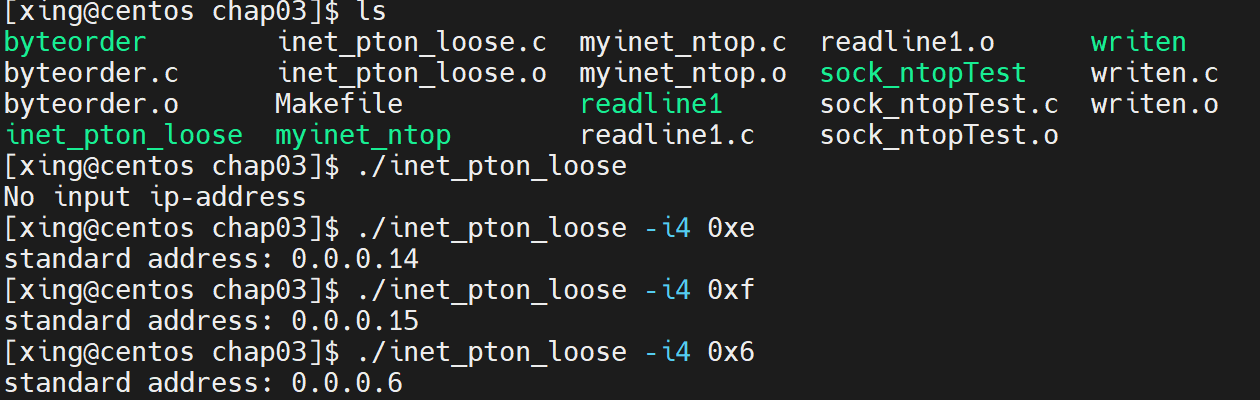 [xing@centos chap03]$ ls
byteorder        inet_pton_loose.c  myinet_ntop.c  readline1.o      writen
byteorder.c      inet_pton_loose.o  myinet_ntop.o  sock_ntopTest    writen.c
byteorder.o      Makefile           readline1      sock_ntopTest.c  writen.o
inet_pton_loose  myinet_ntop        readline1.c    sock_ntopTest.o
[xing@centos chap03]$ ./inet_pton_loose
No input ip-address
[xing@centos chap03]$ ./inet_pton_loose -i4 0xe
standard address: 0.0.0.14
[xing@centos chap03]$ ./inet_pton_loose -i4 0xf
standard address: 0.0.0.15
[xing@centos chap03]$ ./inet_pton_loose -i4 0x6
standard address: 0.0.0.6